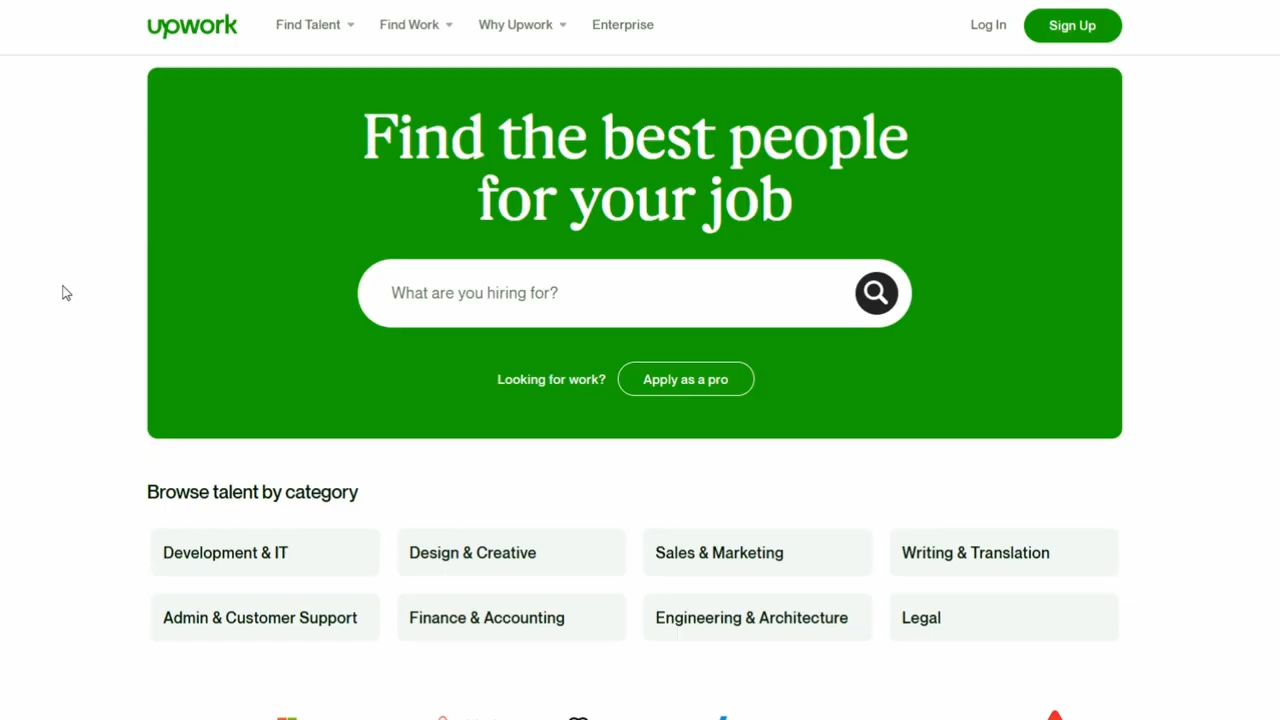 upwork Find Talent Find Work Why Upwork Enterprise Log In Sign Up
Find the best people
for your job
What are you hiring for?
Looking for work? Apply as a pro
Browse talent by category
Development & IT Design & Creative Sales & Marketing Writing & Translation
Admin & Customer Support Finance & Accounting Engineering & Architecture Legal